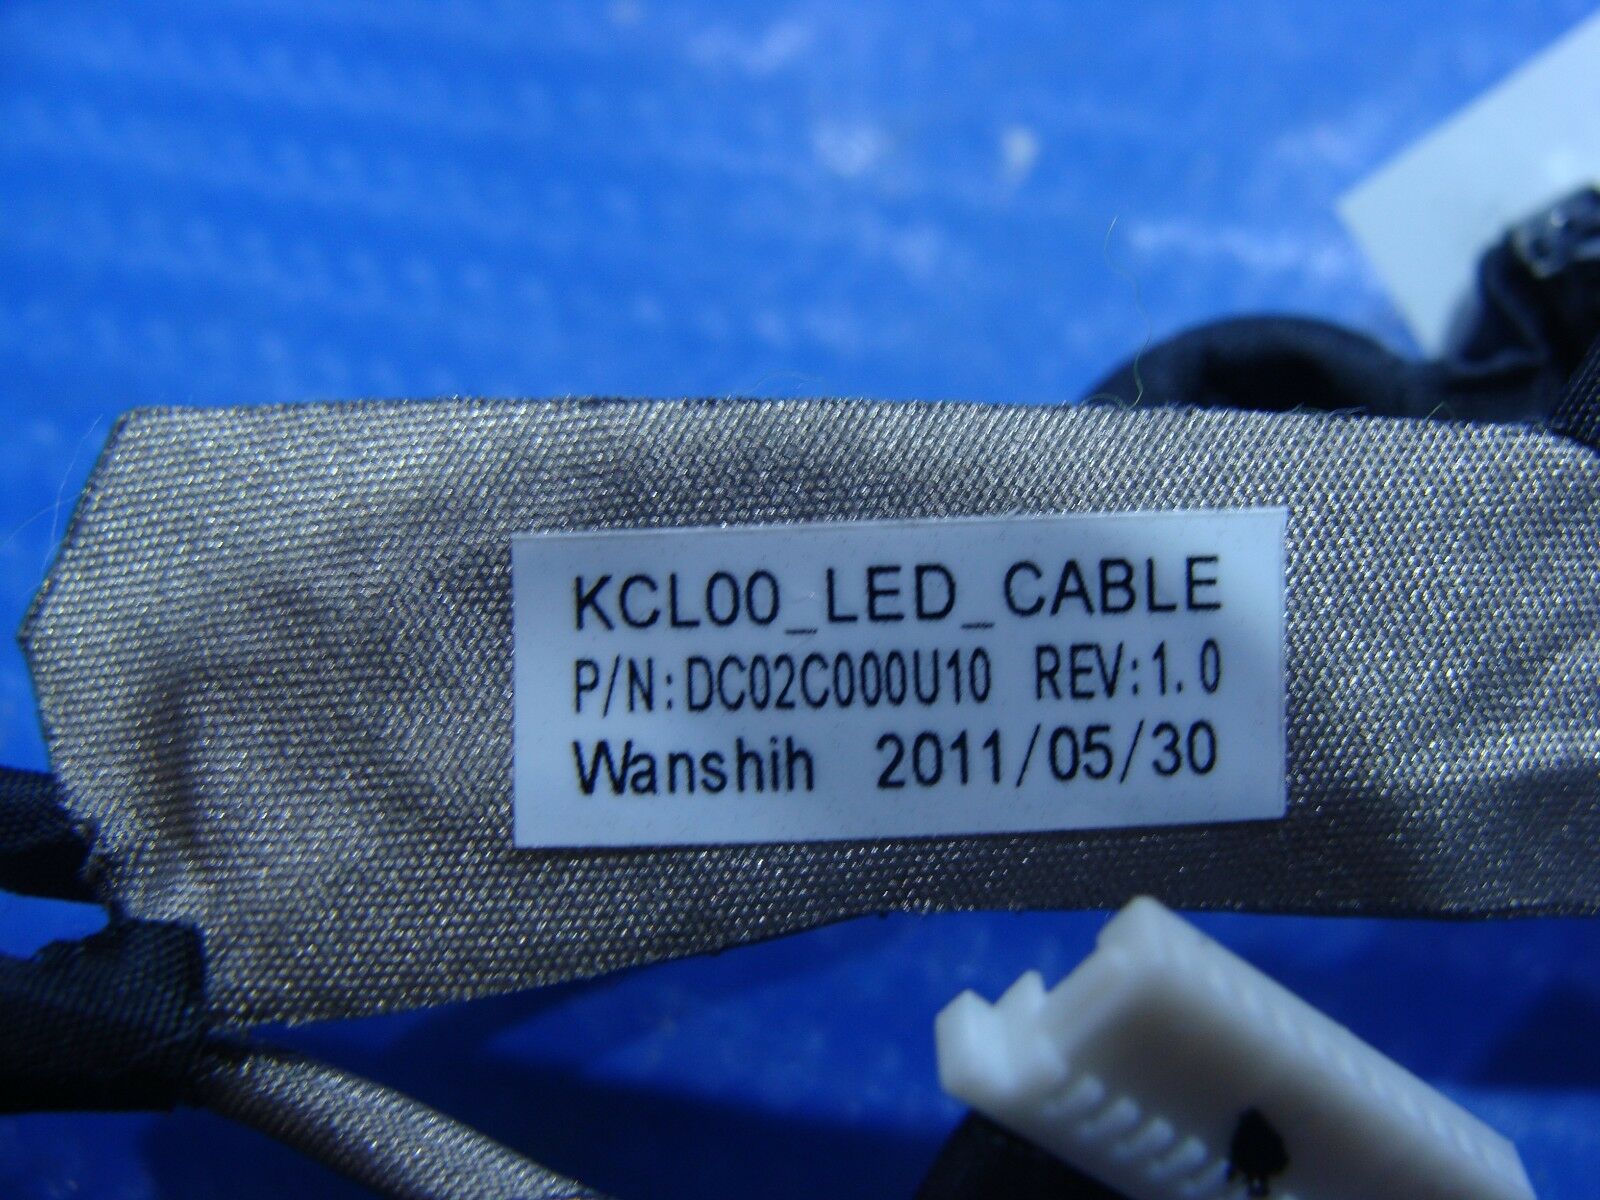 KCL00_LED_CABLE
P/N:DC02C000U10 REV:1.0
Wanshih 2011/05/30